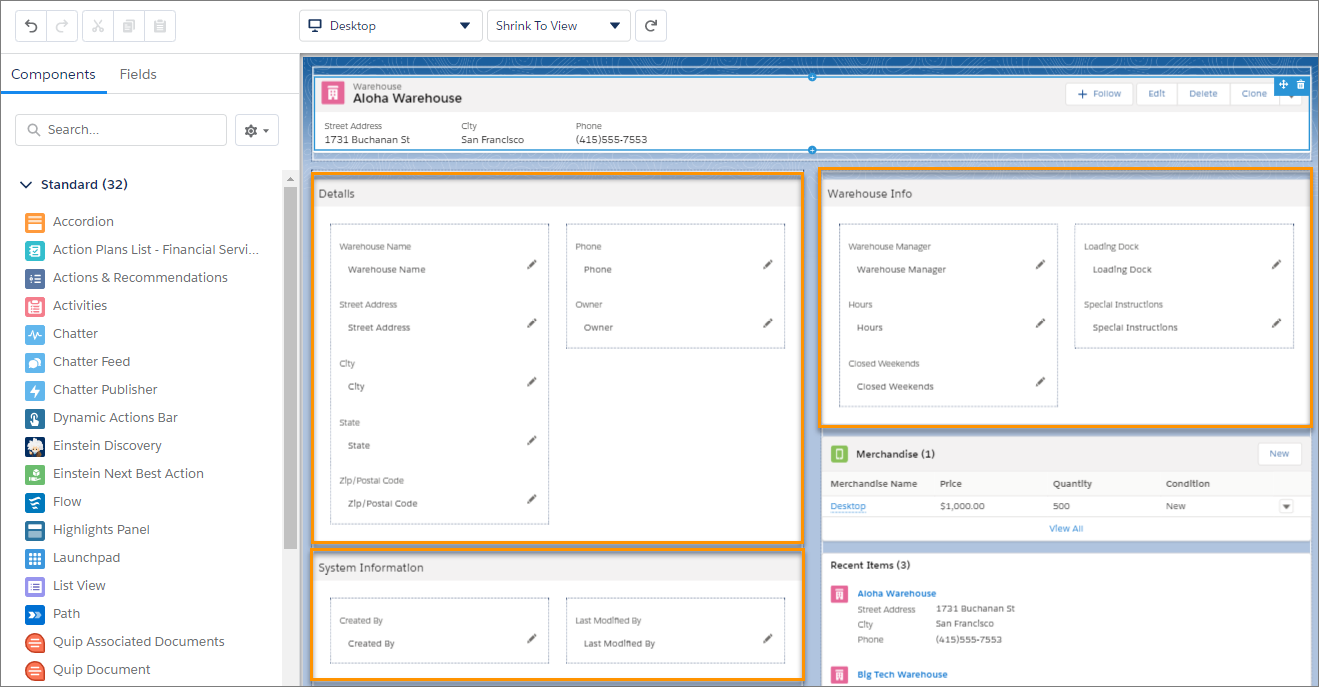 Desktop
Shrink To View
Components
Fields
Search...
Standard (32)
Accordion
Action Plans List - Financial Servi...
Actions & Recommendations
Activities
Chatter
Chatter Feed
Chatter Publisher
Dynamic Actions Bar
Einstein Discovery
Einstein Next Best Action
Flow
Highlights Panel
Launchpad
List View
Path
Quip Associated Documents
Quip Document
Warehouse
Aloha Warehouse
+ Follow
Edit
Delete
Clone
Street Address
City
Phone
1731 Buchanan St
San Francisco
(415)555-7553
Details
Warehouse Name
Warehouse Name
Street Address
Street Address
City
City
State
State
Zip/Postal Code
Zip/Postal Code
Phone
Phone
Owner
Owner
System Information
Created By
Created By
Last Modified By
Last Modified By
Warehouse Info
Warehouse Manager
Warehouse Manager
Hours
Hours
Closed Weekends
Closed Weekends
Loading Dock
Loading Dock
Special Instructions
Special Instructions
Merchandise (1)
New
Merchandise Name
Price
Quantity
Condition
Desktop
$1,000.00
500
New
View All
Recent Items (3)
Aloha Warehouse
Street Address 1731 Buchanan St
City San Francisco
Phone (415)555-7553
Big Tech Warehouse